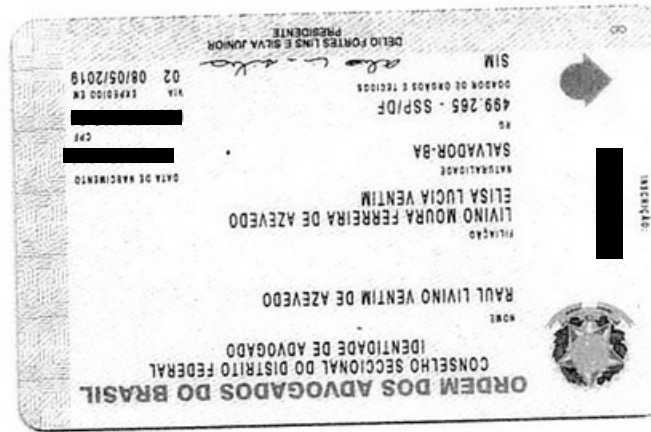 ORDEM DOS ADVOGADOS DO BRASIL
CONSELHO SECCIONAL DO DISTRITO FEDERAL
IDENTIDADE DE ADVOGADO
NOME
RAUL LIVINO VENTIM DE AZEVEDO
FILIAÇÃO
LIVINO MOURA FERREIRA DE AZEVEDO
ELISA LUCIA VENTIM
NATURALIDADE
SALVADOR-BA
DATA DE NASCIMENTO
RG
499.265 - SSP/DF
CPF
DOADOR DE ÓRGÃOS E TECIDOS
SIM
VIA EXPEDIDO EM
02 08/05/2019
DELIO FORTES LINS E SILVA JUNIOR
PRESIDENTE
INSCRIÇÃO: